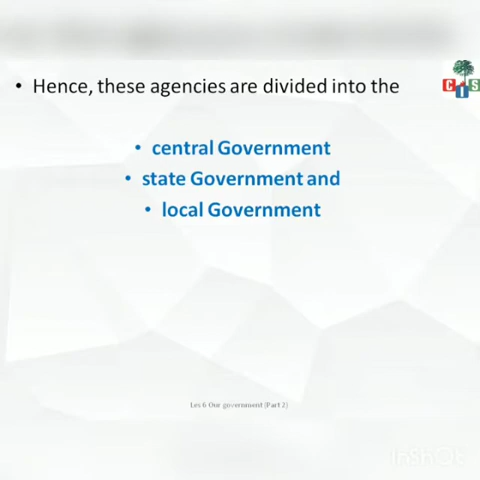 • Hence, these agencies are divided into the
C I S
• central Government
• state Government and
• local Government
Les 6 Our government (Part 2)
InShOt